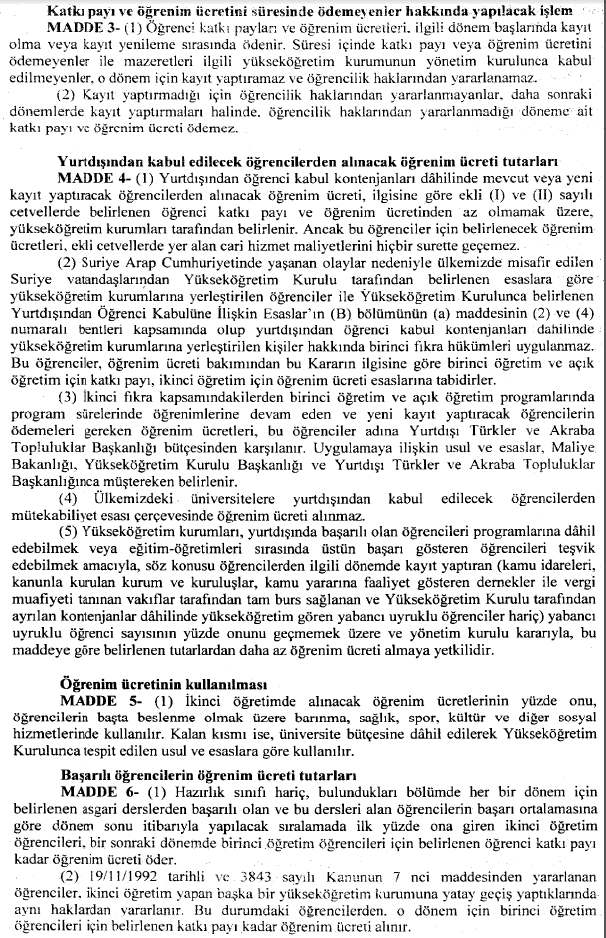 Katkı payı ve öğrenim ücretini süresinde ödemeyenler hakkında yapılacak işlem
MADDE 3- (1) Öğrenci katkı payları ve öğrenim ücretleri, ilgili dönem başlarında kayıt
olma veya kayıt yenileme sırasında ödenir. Süresi içinde katkı payı veya öğrenim ücretini
ödemeyenler ile mazeretleri ilgili yükseköğretim kurumunun yönetim kurulunca kabul
edilmeyenler, o dönem için kayıt yaptıramaz ve öğrencilik haklarından yararlanamaz.
(2) Kayıt yaptırmadığı için öğrencilik haklarından yararlanmayanlar, daha sonraki
dönemlerde kayıt yaptırmaları halinde, öğrencilik haklarından yararlanmadığı döneme ait
katkı payı ve öğrenim ücreti ödemez.
Yurtdışından kabul edilecek öğrencilerden alınacak öğrenim ücreti tutarları
MADDE 4- (1) Yurtdışından öğrenci kabul kontenjanları dâhilinde mevcut veya yeni
kayıt yaptıracak öğrencilerden alınacak öğrenim ücreti, ilgisine göre ekli (I) ve (II) sayılı
cetvellerde belirlenen öğrenci katkı payı ve öğrenim ücretinden az olmamak üzere,
yükseköğretim kurumları tarafından belirlenir. Ancak bu öğrenciler için belirlenecek öğrenim
ücretleri, ekli cetvellerde yer alan cari hizmet maliyetlerini hiçbir surette geçemez.
(2) Suriye Arap Cumhuriyetinde yaşanan olaylar nedeniyle ülkemizde misafir edilen
Suriye vatandaşlarından Yükseköğretim Kurulu tarafından belirlenen esaslara göre
yükseköğretim kurumlarına yerleştirilen öğrenciler ile Yükseköğretim Kurulunca belirlenen
Yurtdışından Öğrenci Kabulüne İlişkin Esaslar'ın (B) bölümünün (a) maddesinin (2) ve (4)
numaralı bentleri kapsamında olup yurtdışından öğrenci kabul kontenjanları dahilinde
yükseköğretim kurumlarına yerleştirilen kişiler hakkında birinci fıkra hükümleri uygulanmaz.
Bu öğrenciler, öğrenim ücreti bakımından bu Kararın ilgisine göre birinci öğretim ve açık
öğretim için katkı payı, ikinci öğretim için öğrenim ücreti esaslarına tabidirler.
(3) İkinci fıkra kapsamındakilerden birinci öğretim ve açık öğretim programlarında
program sürelerinde öğrenimlerine devam eden ve yeni kayıt yaptıracak öğrencilerin
ödemeleri gereken öğrenim ücretleri, bu öğrenciler adına Yurtdışı Türkler ve Akraba
Topluluklar Başkanlığı bütçesinden karşılanır. Uygulamaya ilişkin usul ve esaslar, Maliye
Bakanlığı, Yükseköğretim Kurulu Başkanlığı ve Yurtdışı Türkler ve Akraba Topluluklar
Başkanlığınca müştereken belirlenir.
(4) Ülkemizdeki üniversitelere yurtdışından kabul edilecek öğrencilerden
mütekabiliyet esası çerçevesinde öğrenim ücreti alınmaz.
(5) Yükseköğretim kurumları, yurtdışında başarılı olan öğrencileri programlarına dâhil
edebilmek veya eğitim-öğretimleri sırasında üstün başarı gösteren öğrencileri teşvik
edebilmek amacıyla, söz konusu öğrencilerden ilgili dönemde kayıt yaptıran (kamu idareleri,
kanunla kurulan kurum ve kuruluşlar, kamu yararına faaliyet gösteren dernekler ile vergi
muafiyeti tanınan vakıflar tarafından tam burs sağlanan ve Yükseköğretim Kurulu tarafından
ayrılan kontenjanlar dâhilinde yükseköğretim gören yabancı uyruklu öğrenciler hariç) yabancı
uyruklu öğrenci sayısının yüzde onunu geçmemek üzere ve yönetim kurulu kararıyla, bu
maddeye göre belirlenen tutarlardan daha az öğrenim ücreti almaya yetkilidir.
Öğrenim ücretinin kullanılması
MADDE 5- (1) İkinci öğretimde alınacak öğrenim ücretlerinin yüzde onu,
öğrencilerin başta beslenme olmak üzere barınma, sağlık, spor, kültür ve diğer sosyal
hizmetlerinde kullanılır. Kalan kısmı ise, üniversite bütçesine dâhil edilerek Yükseköğretim
Kurulunca tespit edilen usul ve esaslara göre kullanılır.
Başarılı öğrencilerin öğrenim ücreti tutarları
MADDE 6- (1) Hazırlık sınıfı hariç, bulundukları bölümde her bir dönem için
belirlenen asgari derslerden başarılı olan ve bu dersleri alan öğrencilerin başarı ortalamasına
göre dönem sonu itibarıyla yapılacak sıralamada ilk yüzde ona giren ikinci öğretim
öğrencileri, bir sonraki dönemde birinci öğretim öğrencileri için belirlenen öğrenci katkı payı
kadar öğrenim ücreti öder.
(2) 19/11/1992 tarihli ve 3843 sayılı Kanunun 7 nci maddesinden yararlanan
öğrenciler, ikinci öğretim yapan başka bir yükseköğretim kurumuna yatay geçiş yaptıklarında
aynı haklardan yararlanır. Bu durumdaki öğrencilerden, o dönem için birinci öğretim
öğrencileri için belirlenen katkı payı kadar öğrenim ücreti alınır.